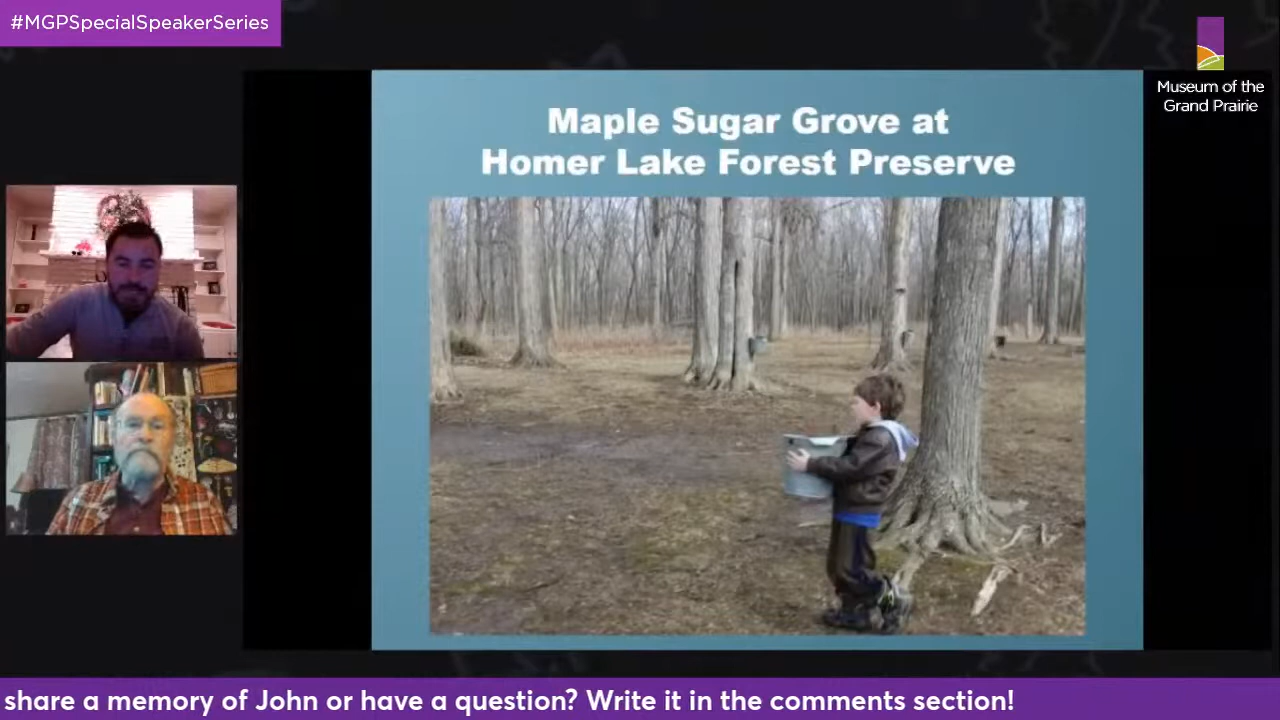 #MGPSpecialSpeakerSeries
Museum of the
Grand Prairie
Maple Sugar Grove at
Homer Lake Forest Preserve
share a memory of John or have a question? Write it in the comments section!